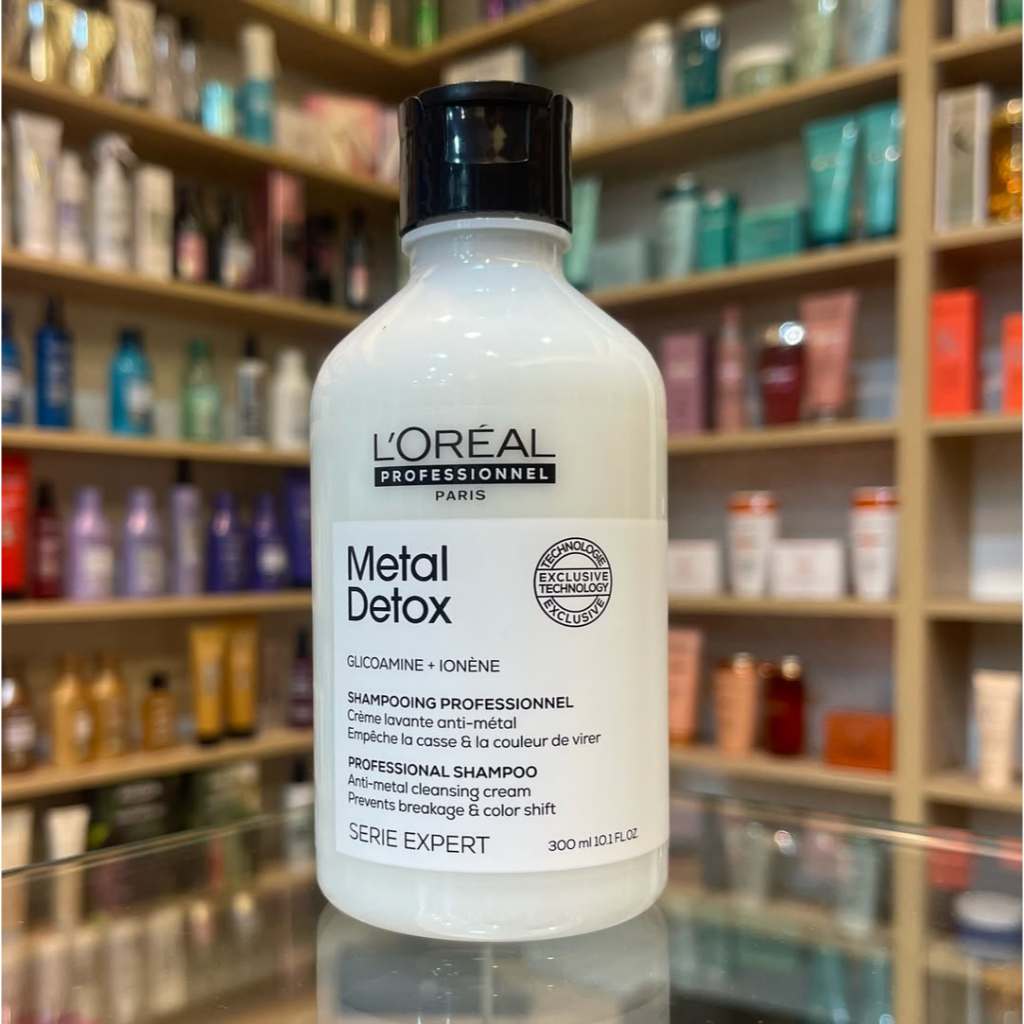 L'ORÉAL
PROFESSIONNEL
PARIS
Metal
Detox
TECHNOLOGIE
EXCLUSIVE
TECHNOLOGY
EXCLUSIVE
GLICOAMINE + IONÈNE
SHAMPOOING PROFESSIONNEL
Crème lavante anti-métal
Empêche la casse & la couleur de virer
PROFESSIONAL SHAMPOO
Anti-metal cleansing cream
Prevents breakage & color shift
SERIE EXPERT
300 ml 10.1 FL.OZ